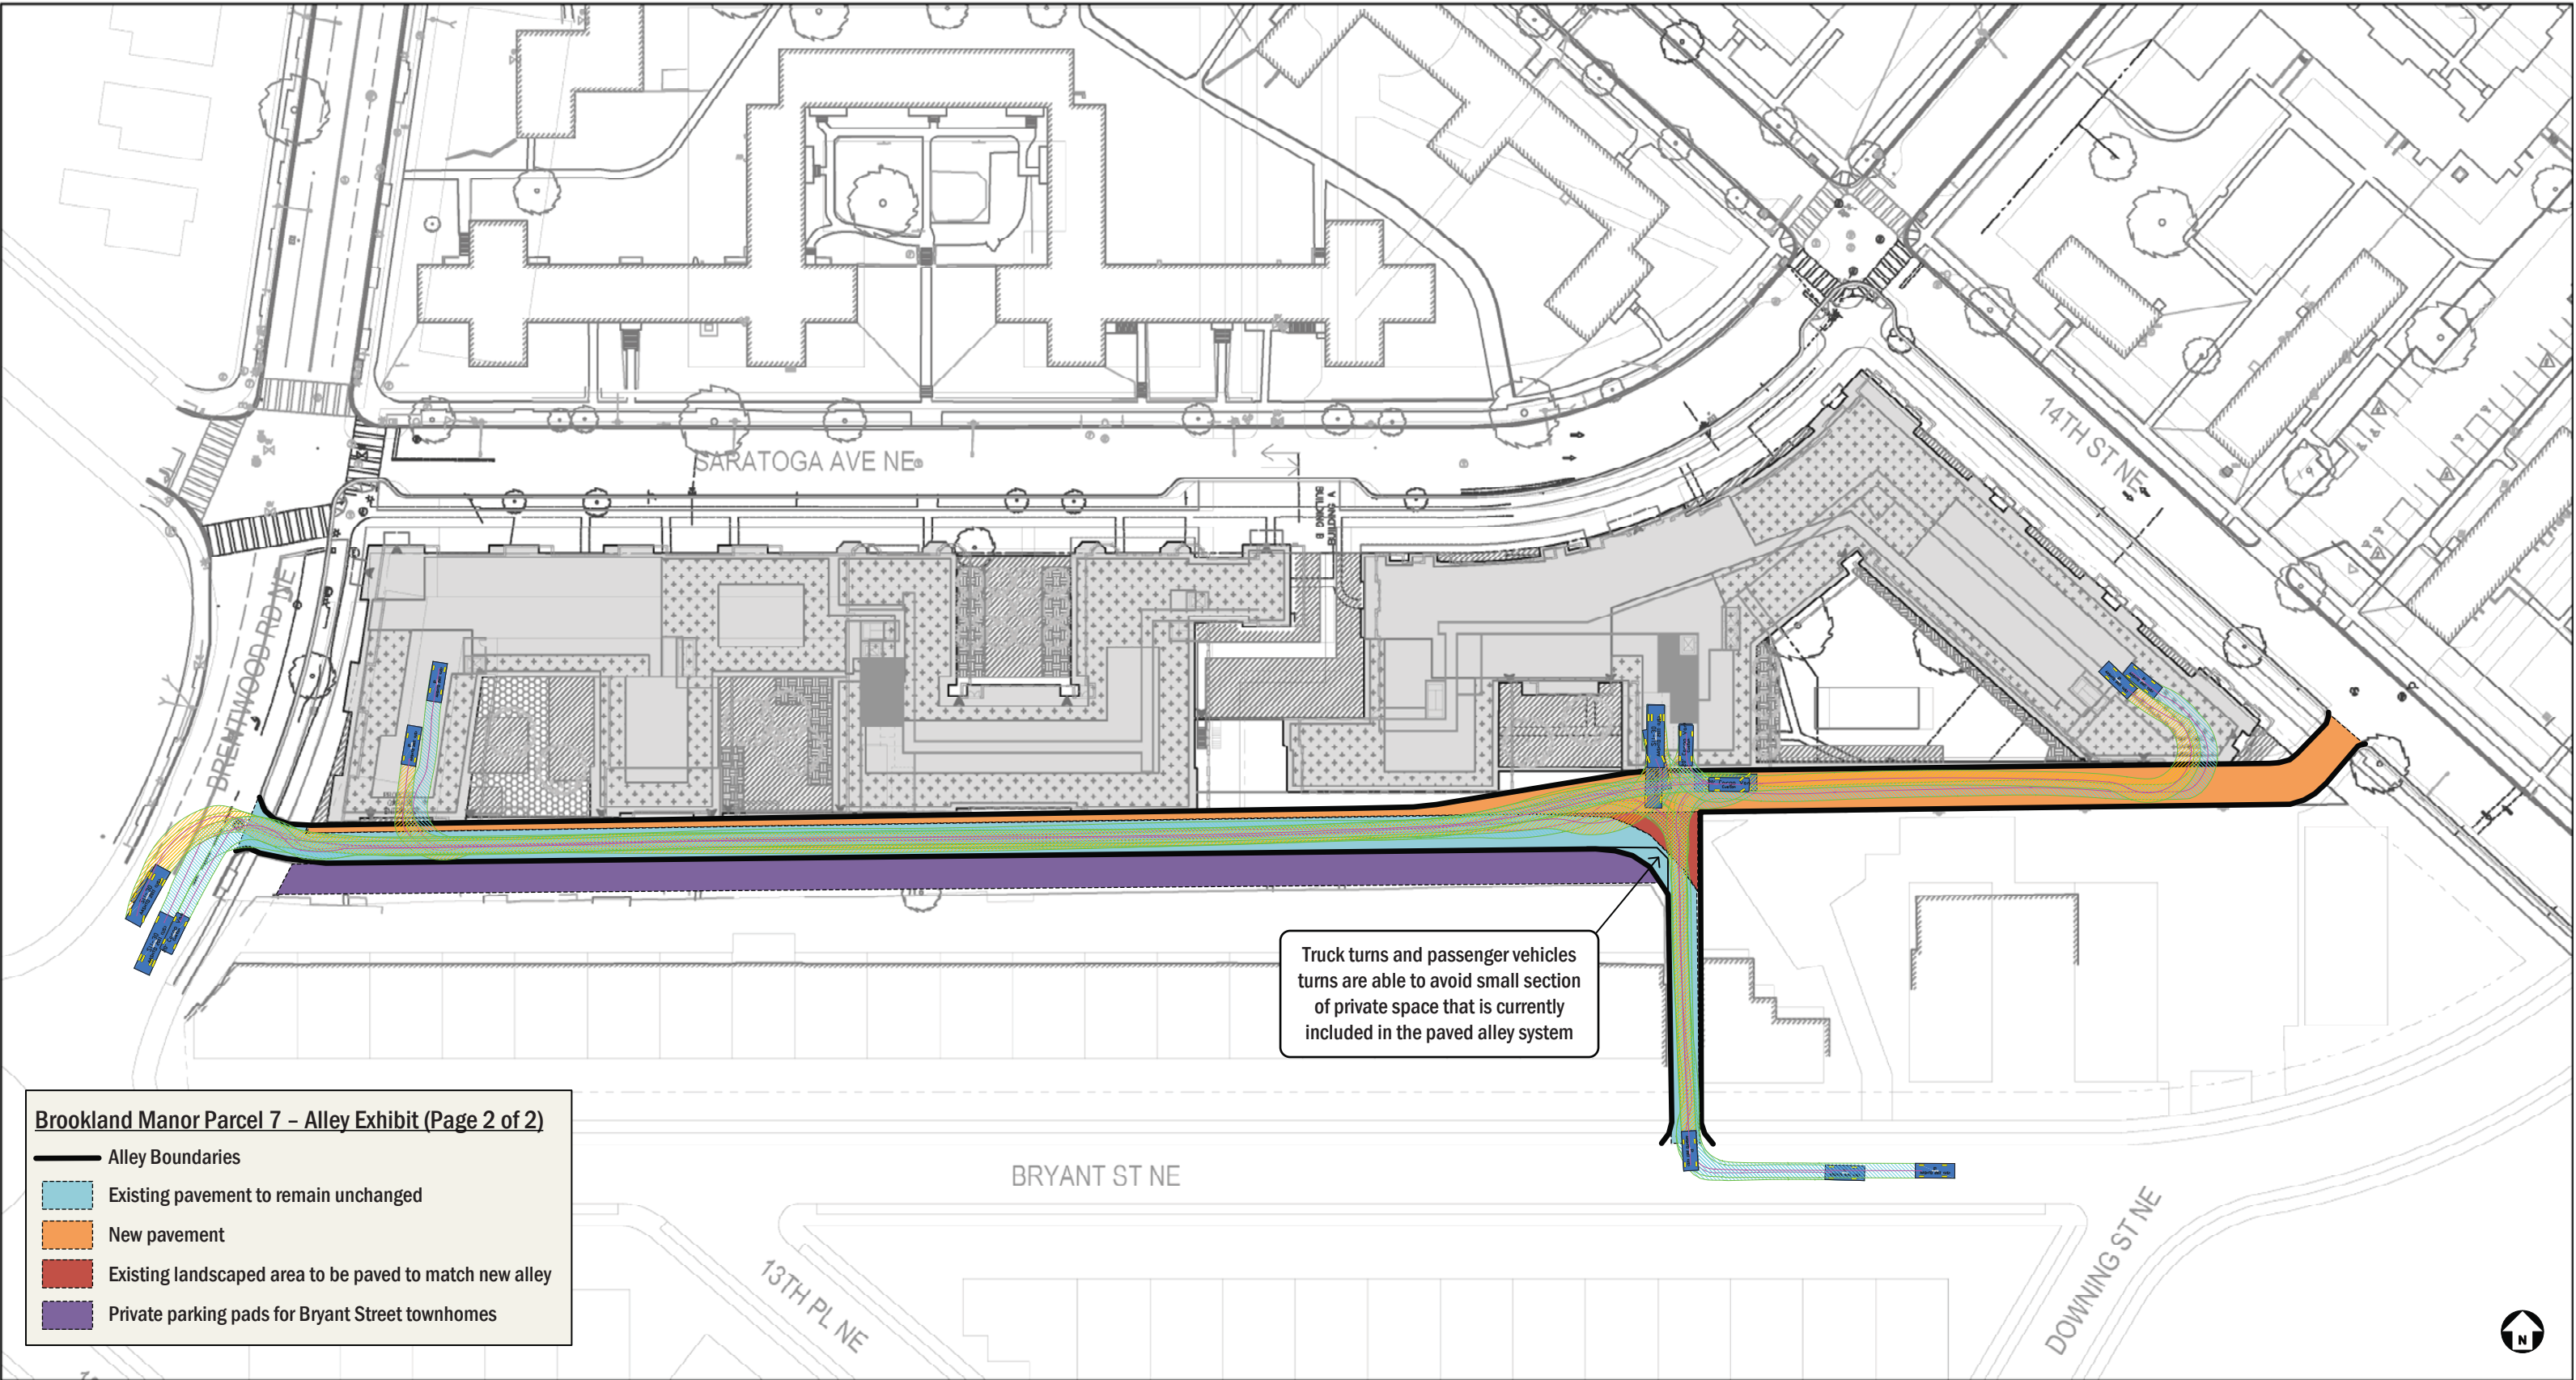 14TH ST NE
SARATOGA AVE NE
BUILDING A
BUILDING B
BRENTWOOD RD NE
Truck turns and passenger vehicles
turns are able to avoid small section
of private space that is currently
included in the paved alley system
Brookland Manor Parcel 7 – Alley Exhibit (Page 2 of 2)
Alley Boundaries
Existing pavement to remain unchanged
New pavement
Existing landscaped area to be paved to match new alley
Private parking pads for Bryant Street townhomes
BRYANT ST NE
13TH PL NE
DOWNING ST NE
N